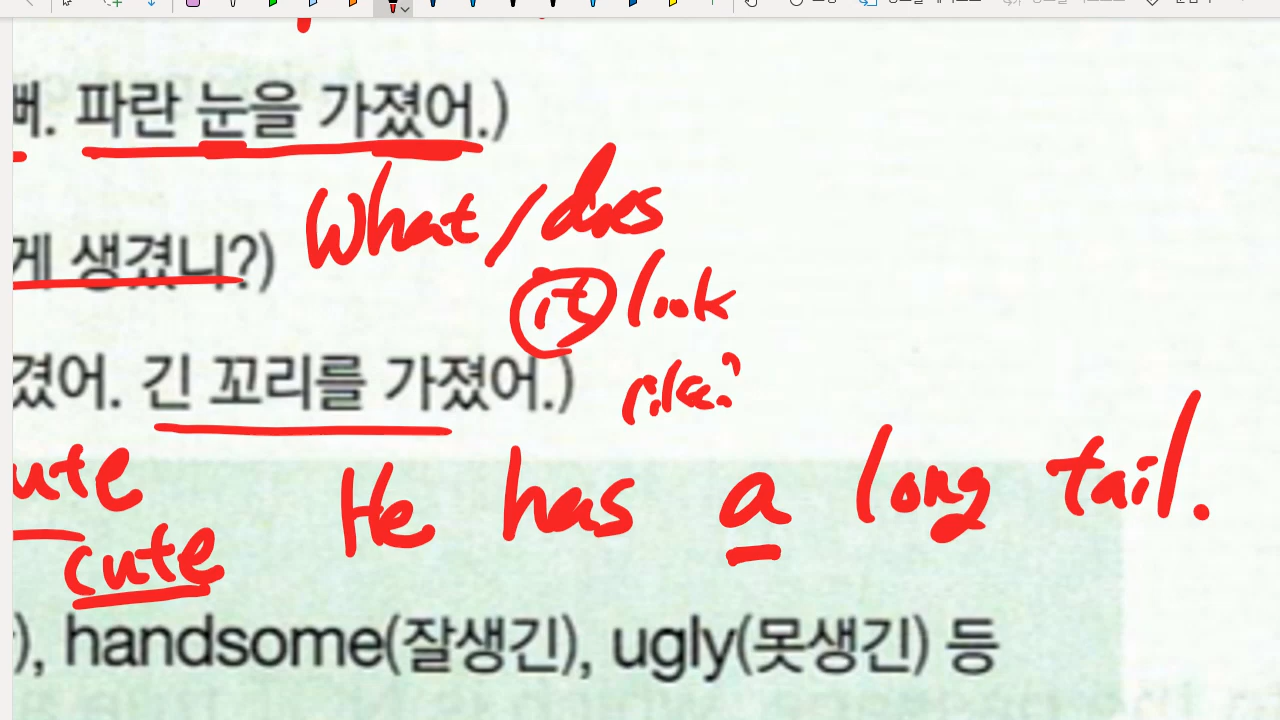 빠. 파란 눈을 가졌어.)
What / does
게 생겼니?)
it look
like?
겼어. 긴 꼬리를 가졌어.)
ute
He has a long tail.
cute
), handsome(잘생긴), ugly(못생긴) 등